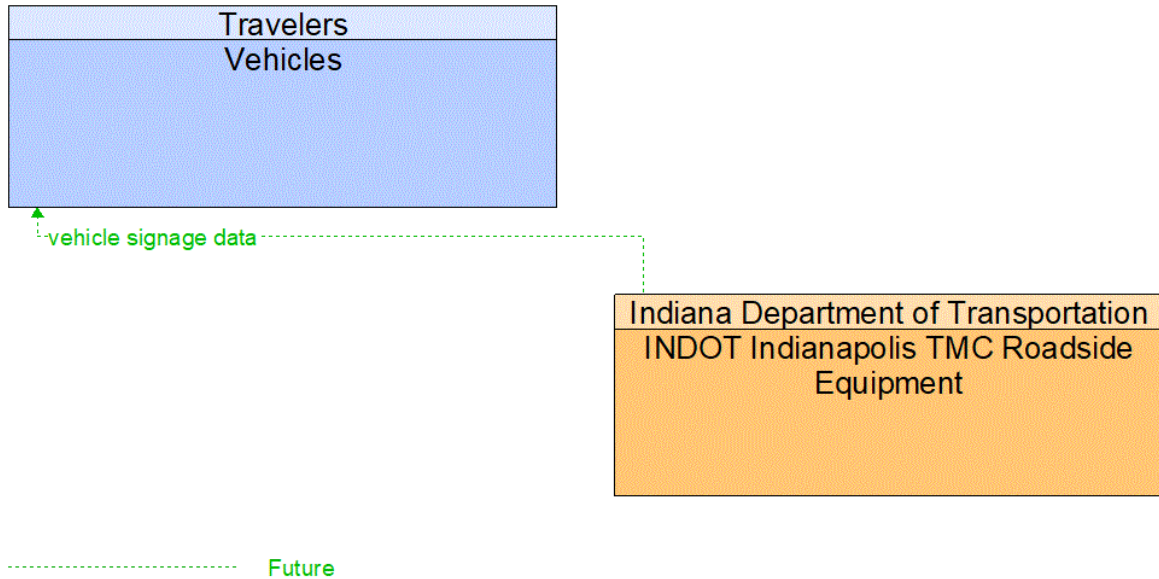 Travelers
Vehicles
vehicle signage data
Indiana Department of Transportation
INDOT Indianapolis TMC Roadside
Equipment
Future